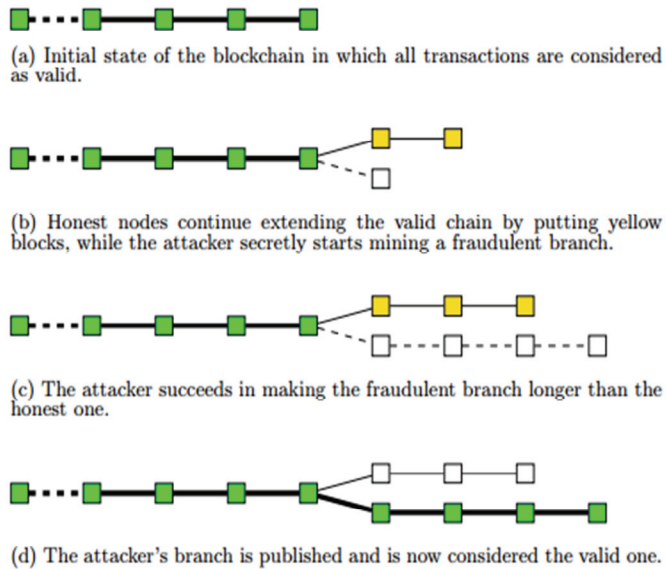 (a) Initial state of the blockchain in which all transactions are considered
as valid.
(b) Honest nodes continue extending the valid chain by putting yellow
blocks, while the attacker secretly starts mining a fraudulent branch.
(c) The attacker succeeds in making the fraudulent branch longer than the
honest one.
(d) The attacker's branch is published and is now considered the valid one.